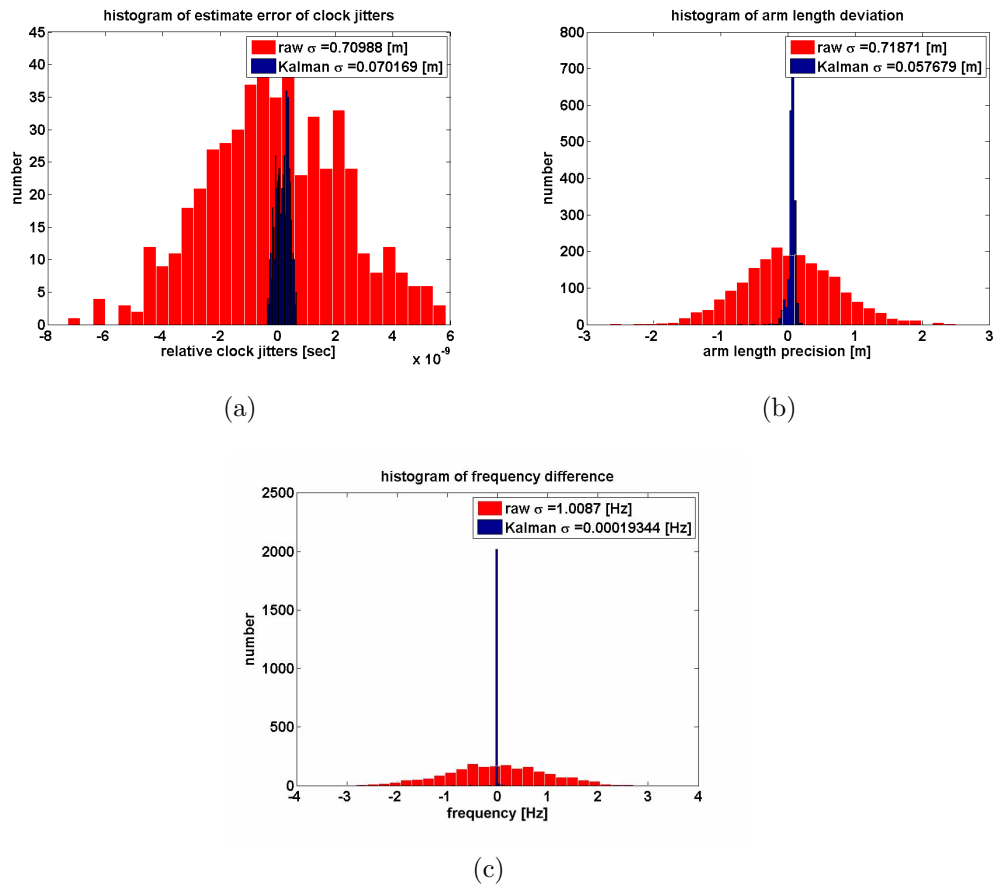 histogram of estimate error of clock jitters
raw σ =0.70988 [m]
Kalman σ =0.070169 [m]
number
45
40
35
30
25
20
15
10
5
0
-8
-6
-4
-2
0
2
4
6
relative clock jitters [sec]
x 10^-9
(a)
histogram of arm length deviation
raw σ =0.71871 [m]
Kalman σ =0.057679 [m]
number
800
700
600
500
400
300
200
100
0
-3
-2
-1
0
1
2
3
arm length precision [m]
(b)
histogram of frequency difference
raw σ =1.0087 [Hz]
Kalman σ =0.00019344 [Hz]
number
2500
2000
1500
1000
500
0
-4
-3
-2
-1
0
1
2
3
4
frequency [Hz]
(c)